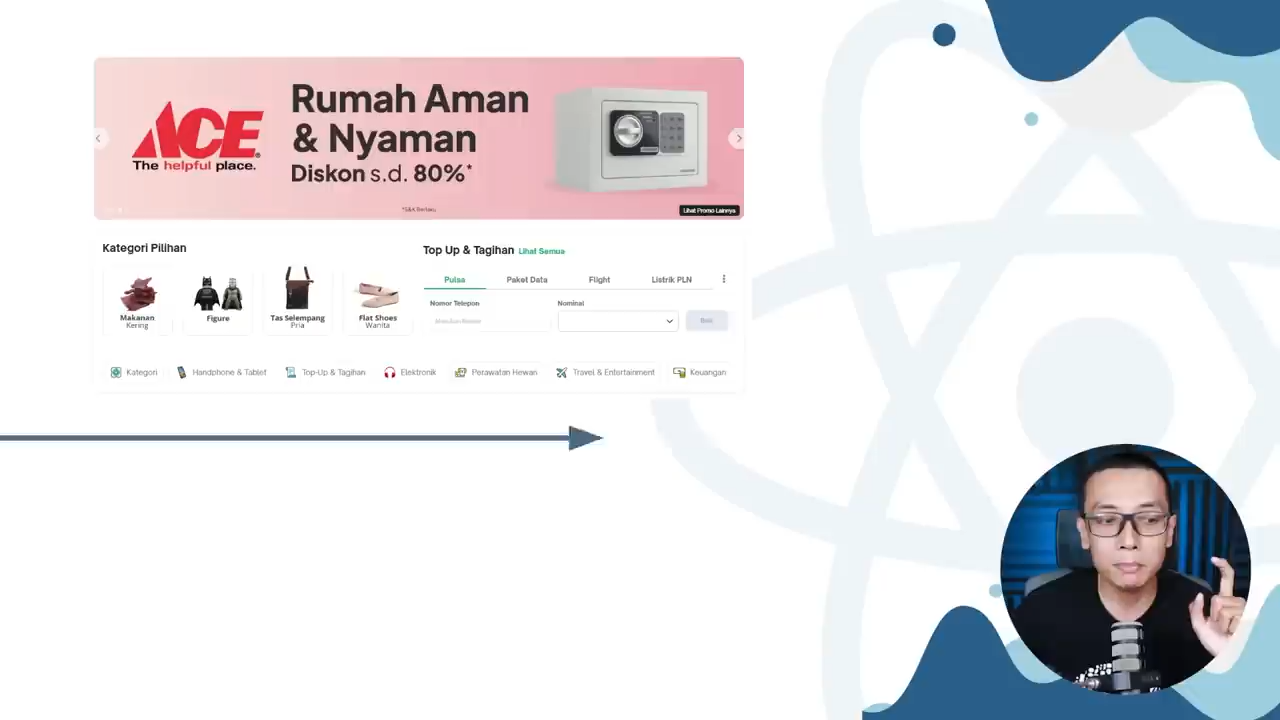 ACE
The helpful place.
Rumah Aman
& Nyaman
Diskon s.d. 80%*
*S&K Berlaku
Lihat Promo Lainnya
Kategori Pilihan
Makanan
Kering
Figure
Tas Selempang
Pria
Flat Shoes
Wanita
Top Up & Tagihan Lihat Semua
Pulsa Paket Data Flight Listrik PLN
Nomor Telepon Nominal
Masukan Nomor
Beli
Kategori Handphone & Tablet Top-Up & Tagihan Elektronik Perawatan Hewan Travel & Entertainment Keuangan